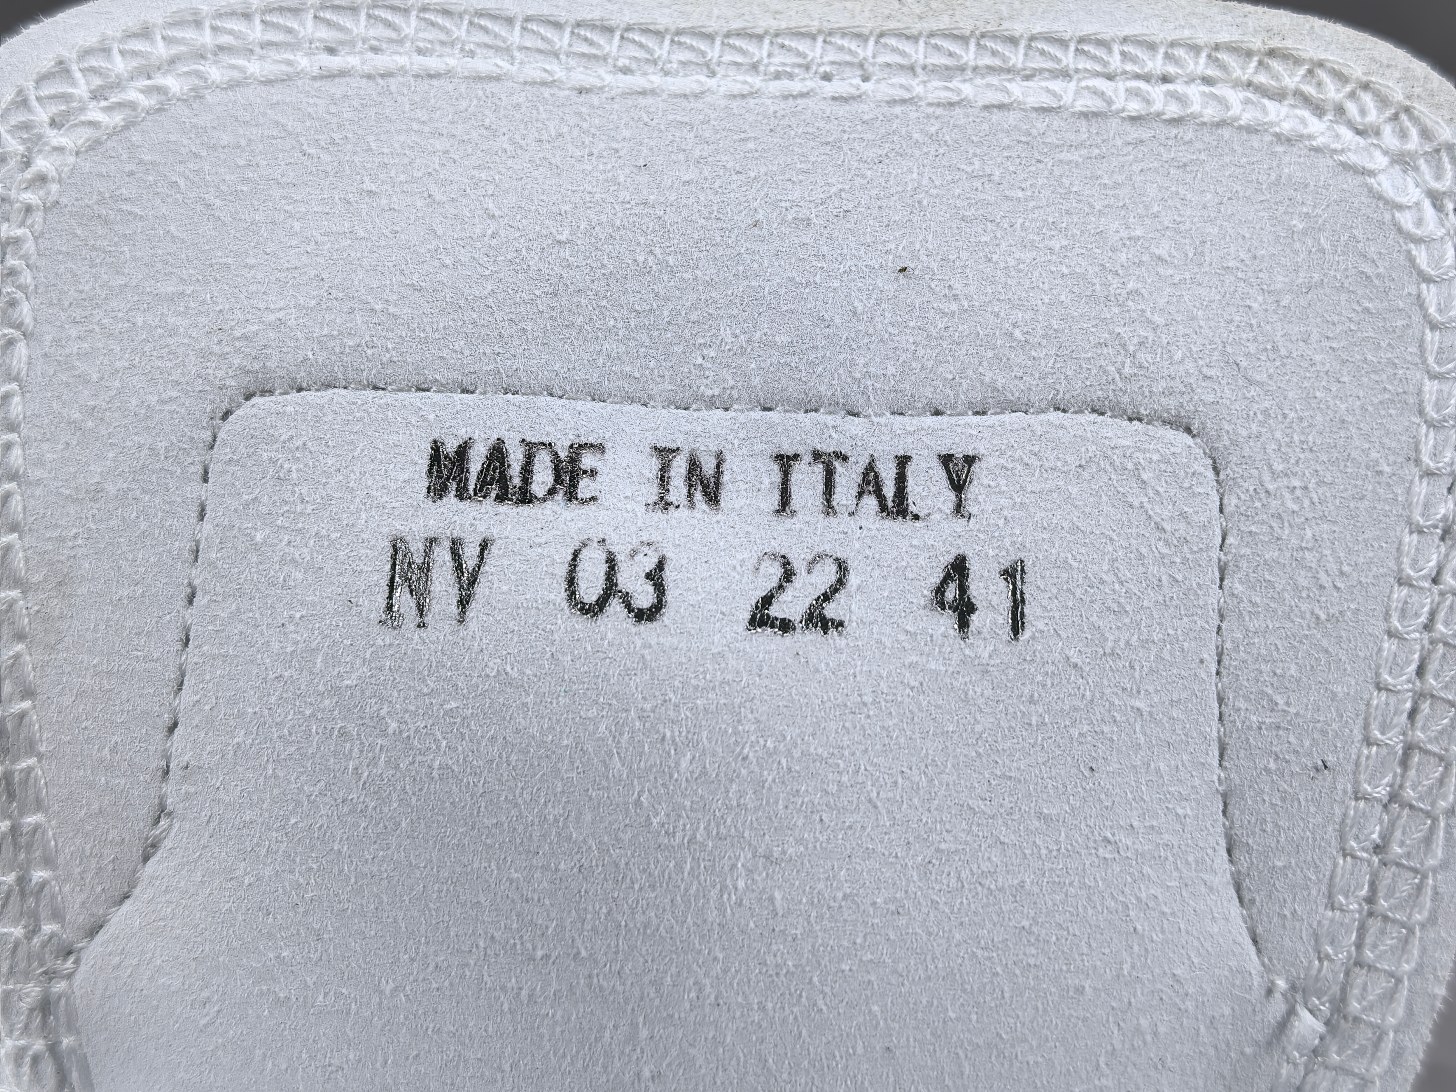 MADE IN ITALY
NV 03 22 41